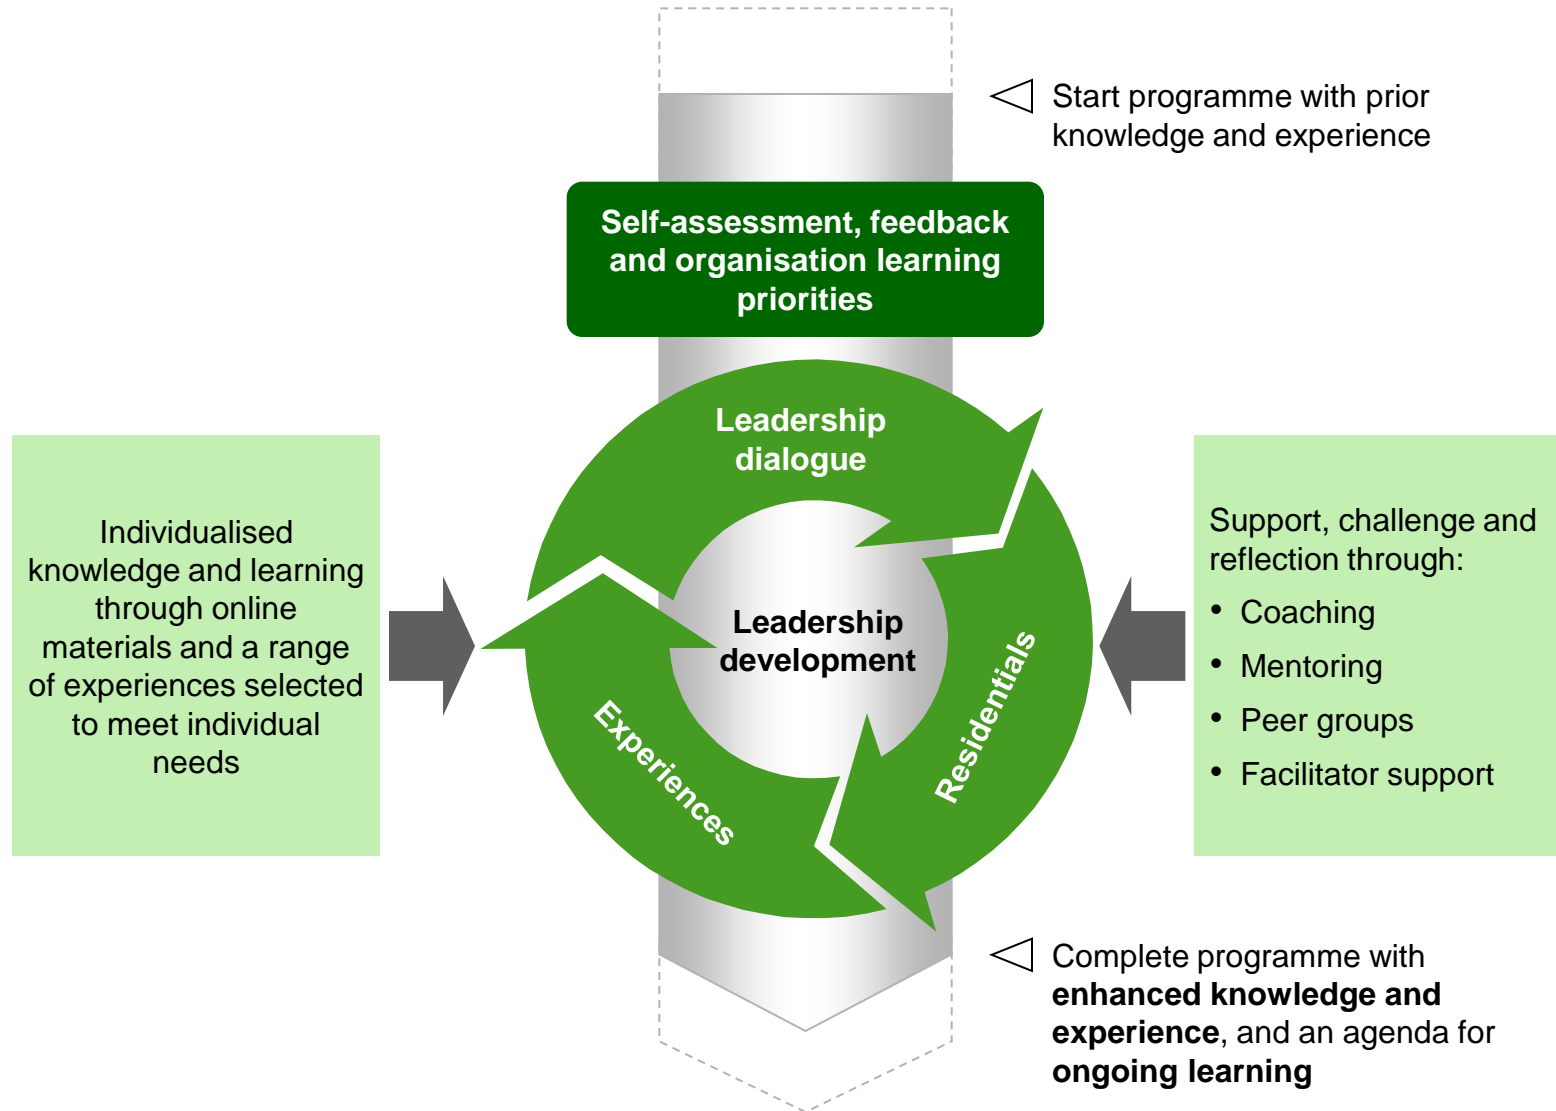 Start programme with prior
knowledge and experience
Self-assessment, feedback
and organisation learning
priorities
Leadership
dialogue
Individualised
knowledge and learning
through online
materials and a range
of experiences selected
to meet individual
needs
Leadership
development
Experiences
Residentials
Support, challenge and
reflection through:
• Coaching
• Mentoring
• Peer groups
• Facilitator support
Complete programme with
enhanced knowledge and
experience, and an agenda for
ongoing learning